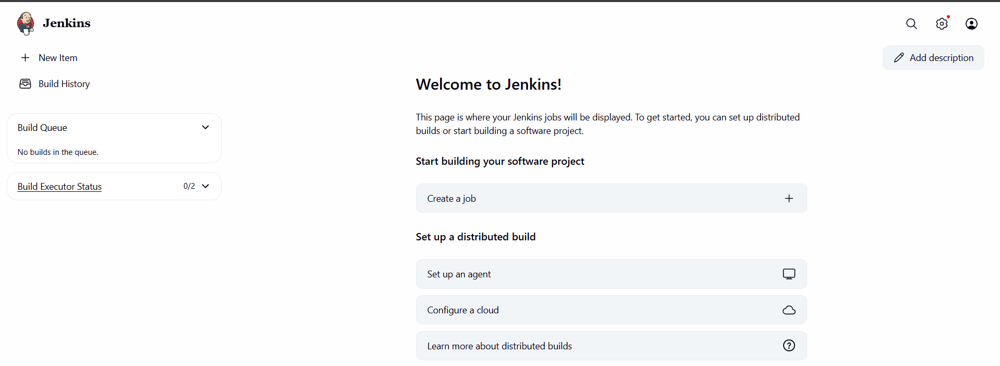 Jenkins
New Item
Build History
Build Queue
No builds in the queue.
Build Executor Status 0/2
Add description
Welcome to Jenkins!
This page is where your Jenkins jobs will be displayed. To get started, you can set up distributed
builds or start building a software project.
Start building your software project
Create a job
Set up a distributed build
Set up an agent
Configure a cloud
Learn more about distributed builds